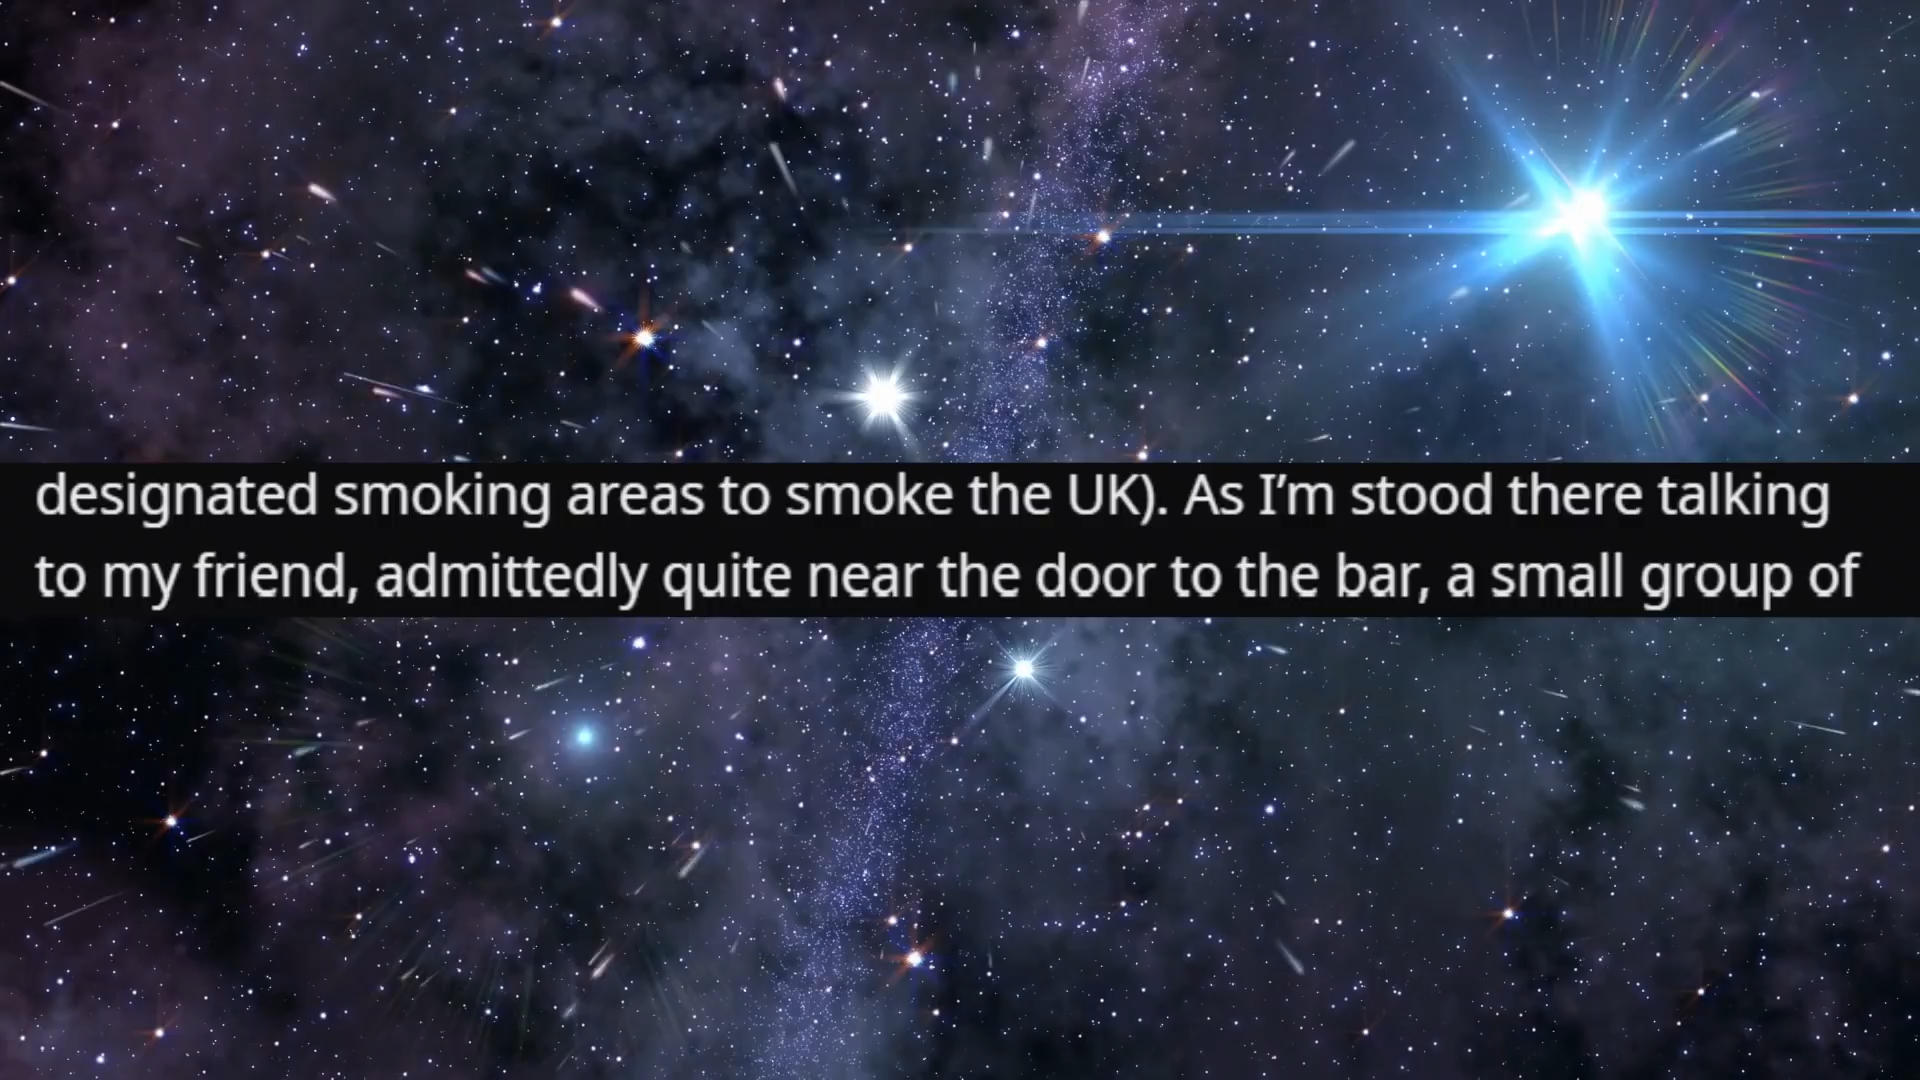 designated smoking areas to smoke the UK). As I’m stood there talking
to my friend, admittedly quite near the door to the bar, a small group of